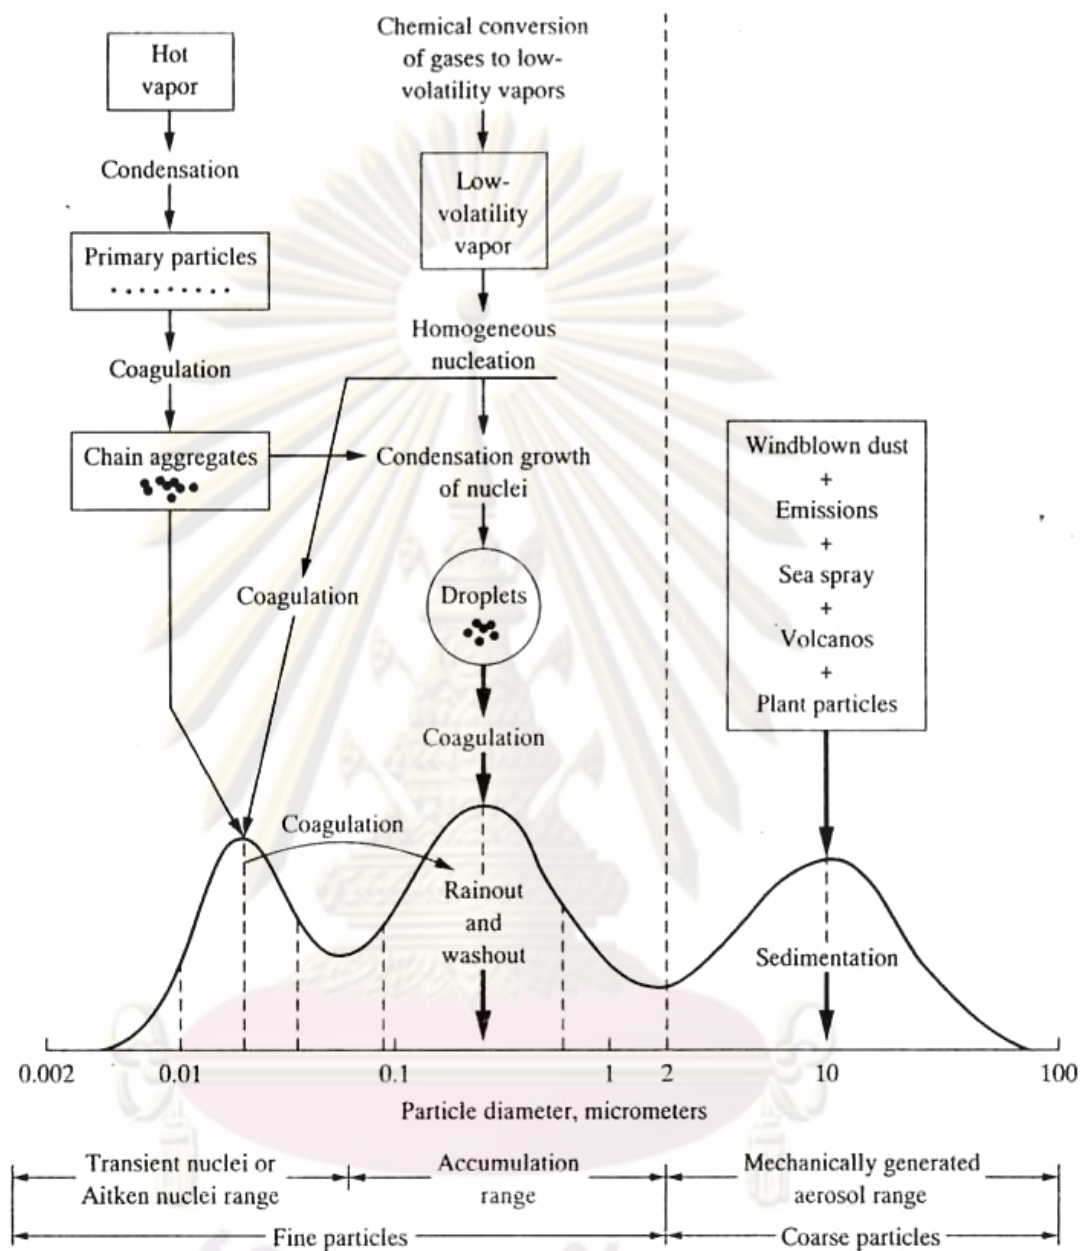 Hot
vapor
Condensation
Primary particles
Coagulation
Chain aggregates
Chemical conversion
of gases to low-
volatility vapors
Low-
volatility
vapor
Homogeneous
nucleation
Condensation growth
of nuclei
Coagulation
Droplets
Coagulation
Windblown dust
+
Emissions
+
Sea spray
+
Volcanos
+
Plant particles
Coagulation
Rainout
and
washout
Sedimentation
0.002 0.01 0.1 1 2 10 100
Particle diameter, micrometers
Transient nuclei or
Aitken nuclei range
Accumulation
range
Mechanically generated
aerosol range
Fine particles
Coarse particles